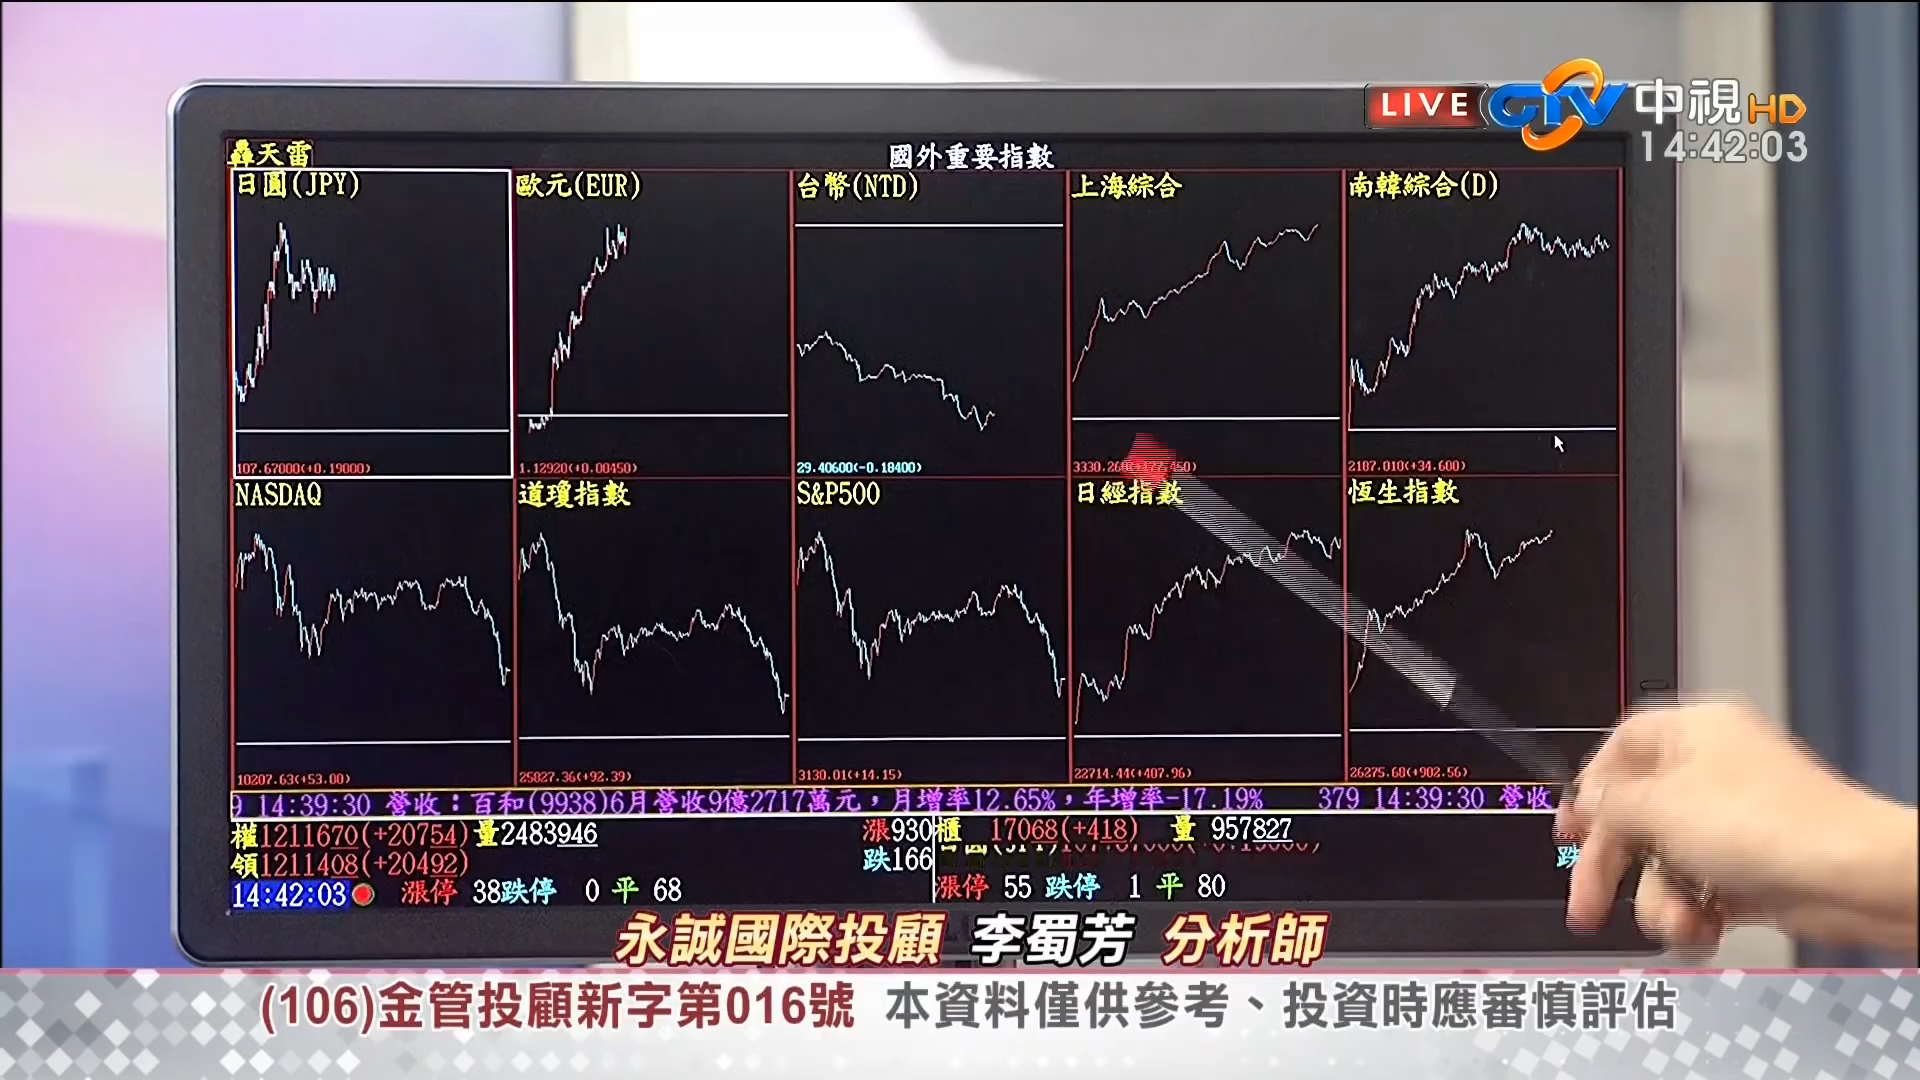 LIVE CTV 中視 HD
14:42:03
轟天雷 國外重要指數
日圓(JPY) 歐元(EUR) 台幣(NTD) 上海綜合 南韓綜合(D)
107.67000(+0.19000) 1.12920(+0.00450) 29.40600(-0.18400) 2187.010(+34.600)
NASDAQ 道瓊指數 S&P500 日經指數 恆生指數
10207.63(+53.00) 25827.36(+92.39) 3130.01(+14.15) 22714.44(+407.96) 26275.68(+902.56)
9 14:39:30 營收：百和(9938)6月營收9億2717萬元，月增率12.65%，年增率-17.19% 379 14:39:30 營收
權1211670(+20754) 量2483946 漲930 櫃 17068(+418) 量 957827
領1211408(+20492) 跌166 跌
14:42:03 漲停 38 跌停 0 平 68 漲停 55 跌停 1 平 80
永誠國際投顧 李蜀芳 分析師
(106)金管投顧新字第016號 本資料僅供參考、投資時應審慎評估